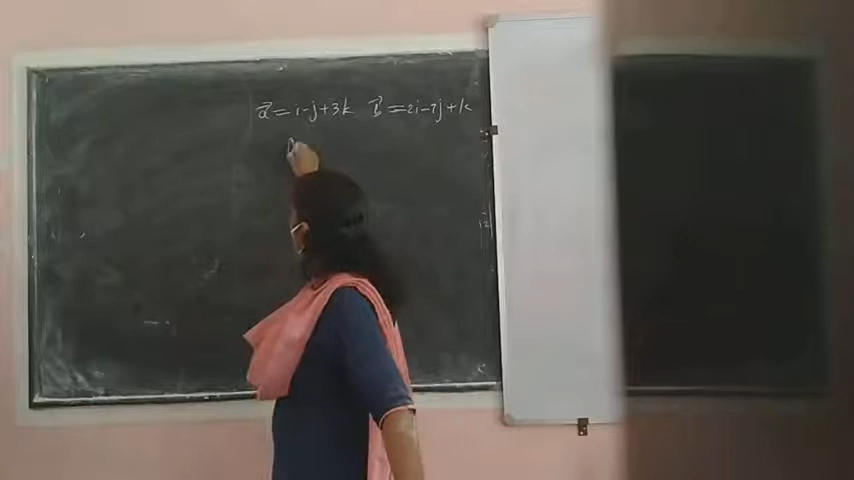 a⃗ = i - j + 3k b⃗ = 2i - 7j + k